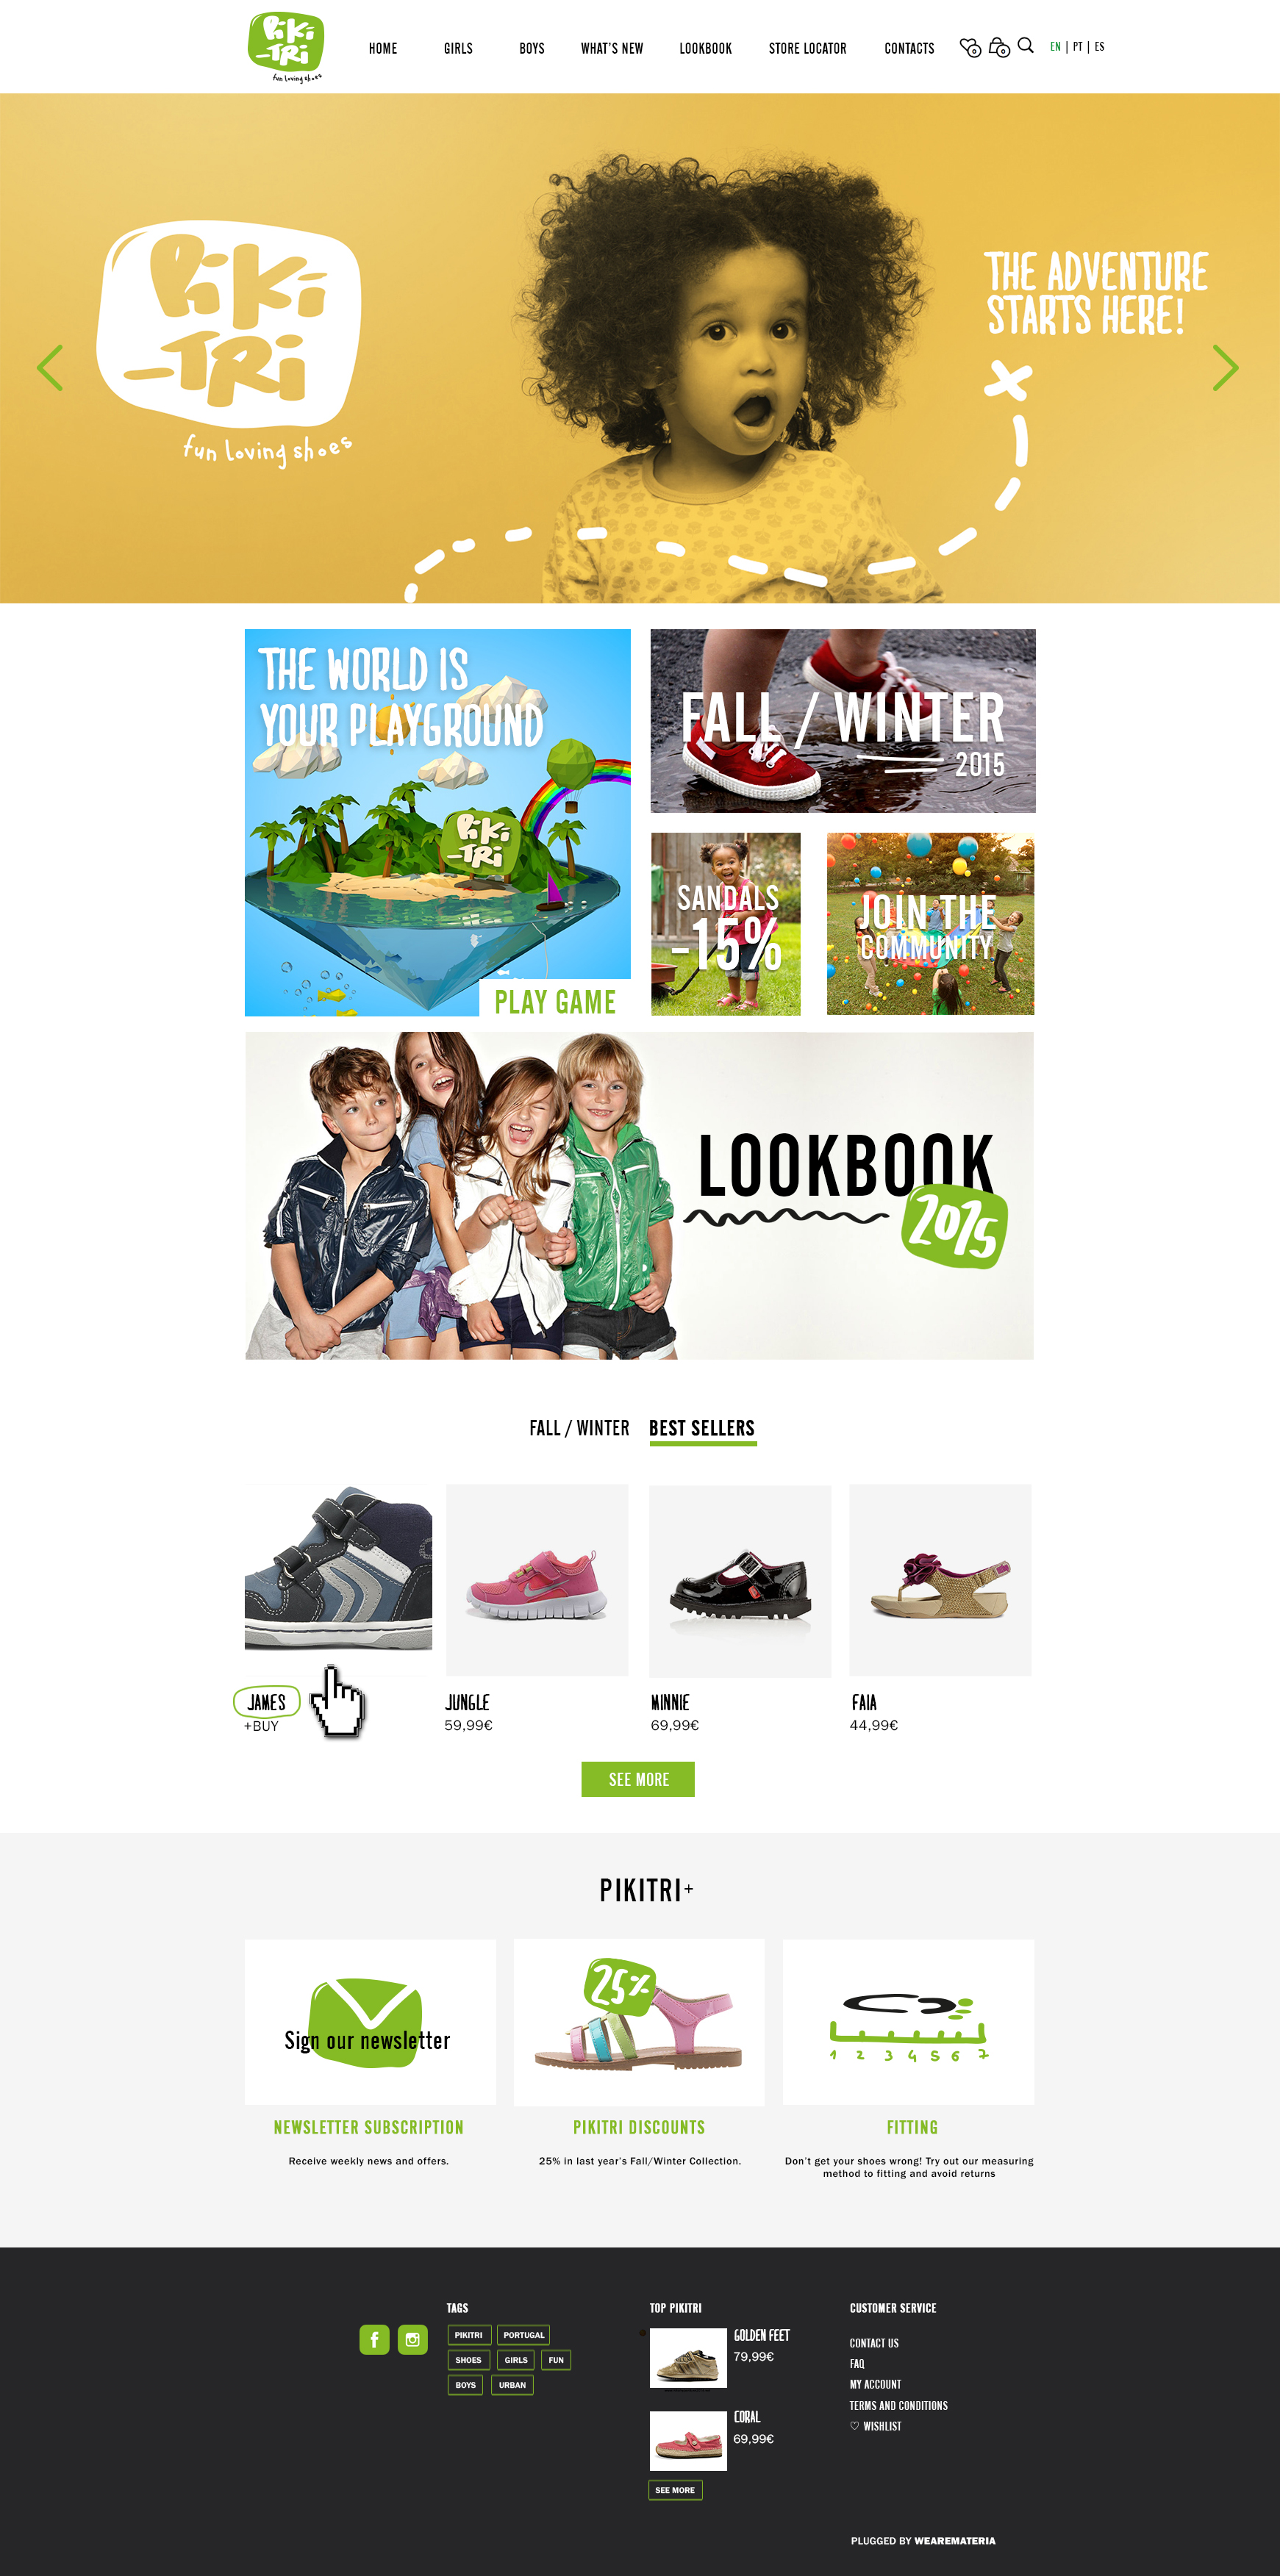 PiKi
-TRi
fun loving shoes
HOME
GIRLS
BOYS
WHAT'S NEW
LOOKBOOK
STORE LOCATOR
CONTACTS
0
0
EN | PT | ES
PiKi
-TRi
fun loving shoes
THE ADVENTURE
STARTS HERE!
THE WORLD IS
YOUR PLAYGROUND
PiKi
-TRi
PLAY GAME
FALL / WINTER
2015
SANDALS
-15%
JOIN THE
COMMUNITY
LOOKBOOK
2015
FALL / WINTER
BEST SELLERS
JAMES
+BUY
JUNGLE
59,99€
MINNIE
69,99€
FAIA
44,99€
SEE MORE
PIKITRI+
Sign our newsletter
25%
1 2 3 4 5 6 7
NEWSLETTER SUBSCRIPTION
Receive weekly news and offers.
PIKITRI DISCOUNTS
25% in last year's Fall/Winter Collection.
FITTING
Don't get your shoes wrong! Try out our measuring
method to fitting and avoid returns
f
TAGS
PIKITRI
PORTUGAL
SHOES
GIRLS
FUN
BOYS
URBAN
TOP PIKITRI
GOLDEN FEET
79,99€
CORAL
69,99€
SEE MORE
CUSTOMER SERVICE
CONTACT US
FAQ
MY ACCOUNT
TERMS AND CONDITIONS
♡ WISHLIST
PLUGGED BY WEAREMATERIA